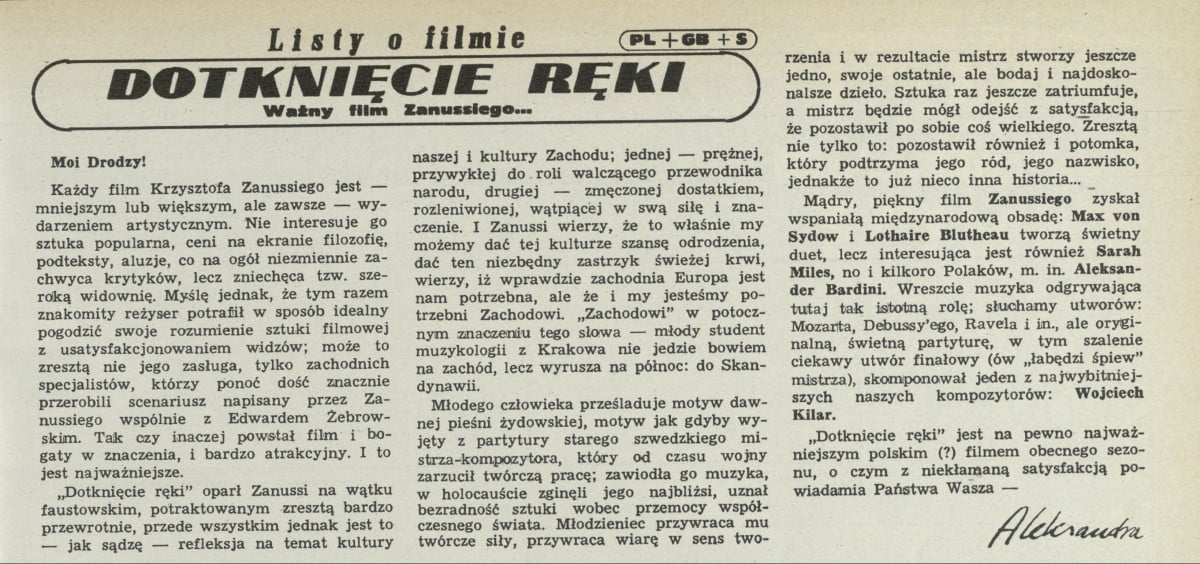 Listy o filmie
PL+GB+S
DOTKNIĘCIE RĘKI
Ważny film Zanussiego...
Moi Drodzy!
Każdy film Krzysztofa Zanussiego jest —
mniejszym lub większym, ale zawsze — wy-
darzeniem artystycznym. Nie interesuje go
sztuka popularna, ceni na ekranie filozofię,
podteksty, aluzje, co na ogół niezmiennie za-
chwyca krytyków, lecz zniechęca tzw. sze-
roką widownię. Myślę jednak, że tym razem
znakomity reżyser potrafił w sposób idealny
pogodzić swoje rozumienie sztuki filmowej
z usatysfakcjonowaniem widzów; może to
zresztą nie jego zasługa, tylko zachodnich
specjalistów, którzy ponoć dość znacznie
przerobili scenariusz napisany przez Za-
nussiego wspólnie z Edwardem Żebrow-
skim. Tak czy inaczej powstał film i bo-
gaty w znaczenia, i bardzo atrakcyjny. I to
jest najważniejsze.
„Dotknięcie ręki" oparł Zanussi na wątku
faustowskim, potraktowanym zresztą bardzo
przewrotnie, przede wszystkim jednak jest to
— jak sądzę — refleksja na temat kultury
naszej i kultury Zachodu; jednej — prężnej,
przywykłej do roli walczącego przewodnika
narodu, drugiej — zmęczonej dostatkiem,
rozleniwionej, wątpiącej w swą siłę i zna-
czenie. I Zanussi wierzy, że to właśnie my
możemy dać tej kulturze szansę odrodzenia,
dać ten niezbędny zastrzyk świeżej krwi,
wierzy, iż wprawdzie zachodnia Europa jest
nam potrzebna, ale że i my jesteśmy po-
trzebni Zachodowi. „Zachodowi" w potocz-
nym znaczeniu tego słowa — młody student
muzykologii z Krakowa nie jedzie bowiem
na zachód, lecz wyrusza na północ: do Skan-
dynawii.
Młodego człowieka prześladuje motyw daw-
nej pieśni żydowskiej, motyw jak gdyby wy-
jęty z partytury starego szwedzkiego mi-
strza-kompozytora, który od czasu wojny
zarzucił twórczą pracę; zawiodła go muzyka,
w holocauście zginęli jego najbliżsi, uznał
bezradność sztuki wobec przemocy współ-
czesnego świata. Młodzieniec przywraca mu
twórcze siły, przywraca wiarę w sens two-
rzenia i w rezultacie mistrz stworzy jeszcze
jedno, swoje ostatnie, ale bodaj i najdosko-
nalsze dzieło. Sztuka raz jeszcze zatriumfuje,
a mistrz będzie mógł odejść z satysfakcją,
że pozostawił po sobie coś wielkiego. Zresztą
nie tylko to: pozostawił również i potomka,
który podtrzyma jego ród, jego nazwisko,
jednakże to już nieco inna historia...
Mądry, piękny film Zanussiego zyskał
wspaniałą międzynarodową obsadę: Max von
Sydow i Lothaire Blutheau tworzą świetny
duet, lecz interesująca jest również Sarah
Miles, no i kilkoro Polaków, m. in. Aleksan-
der Bardini. Wreszcie muzyka odgrywająca
tutaj tak istotną rolę; słuchamy utworów:
Mozarta, Debussy'ego, Ravela i in., ale orygi-
nalną, świetną partyturę, w tym szalenie
ciekawy utwór finałowy (ów „łabędzi śpiew"
mistrza), skomponował jeden z najwybitniej-
szych naszych kompozytorów: Wojciech
Kilar.
„Dotknięcie ręki" jest na pewno najważ-
niejszym polskim (?) filmem obecnego sezo-
nu, o czym z niekłamaną satysfakcją po-
wiadamia Państwa Wasza —
Aleksandra